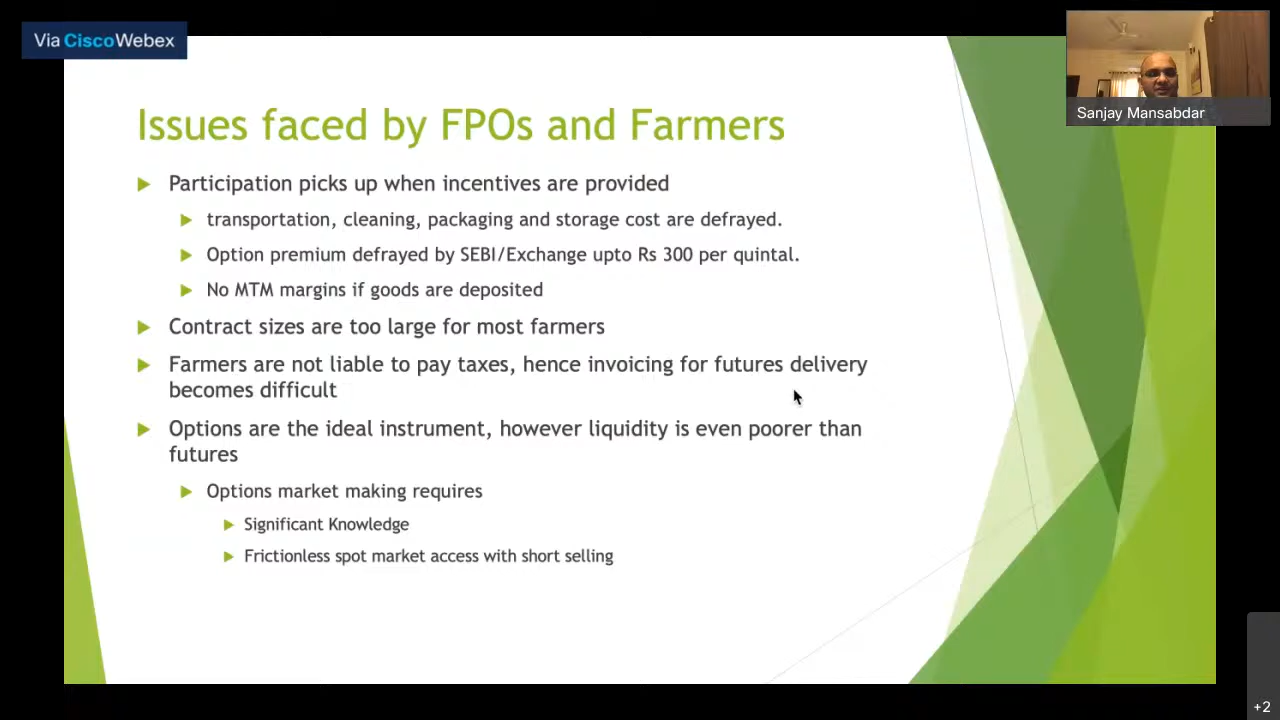 Via CiscoWebex
Sanjay Mansabdar
Issues faced by FPOs and Farmers
Participation picks up when incentives are provided
transportation, cleaning, packaging and storage cost are defrayed.
Option premium defrayed by SEBI/Exchange upto Rs 300 per quintal.
No MTM margins if goods are deposited
Contract sizes are too large for most farmers
Farmers are not liable to pay taxes, hence invoicing for futures delivery
becomes difficult
Options are the ideal instrument, however liquidity is even poorer than
futures
Options market making requires
Significant Knowledge
Frictionless spot market access with short selling
+2